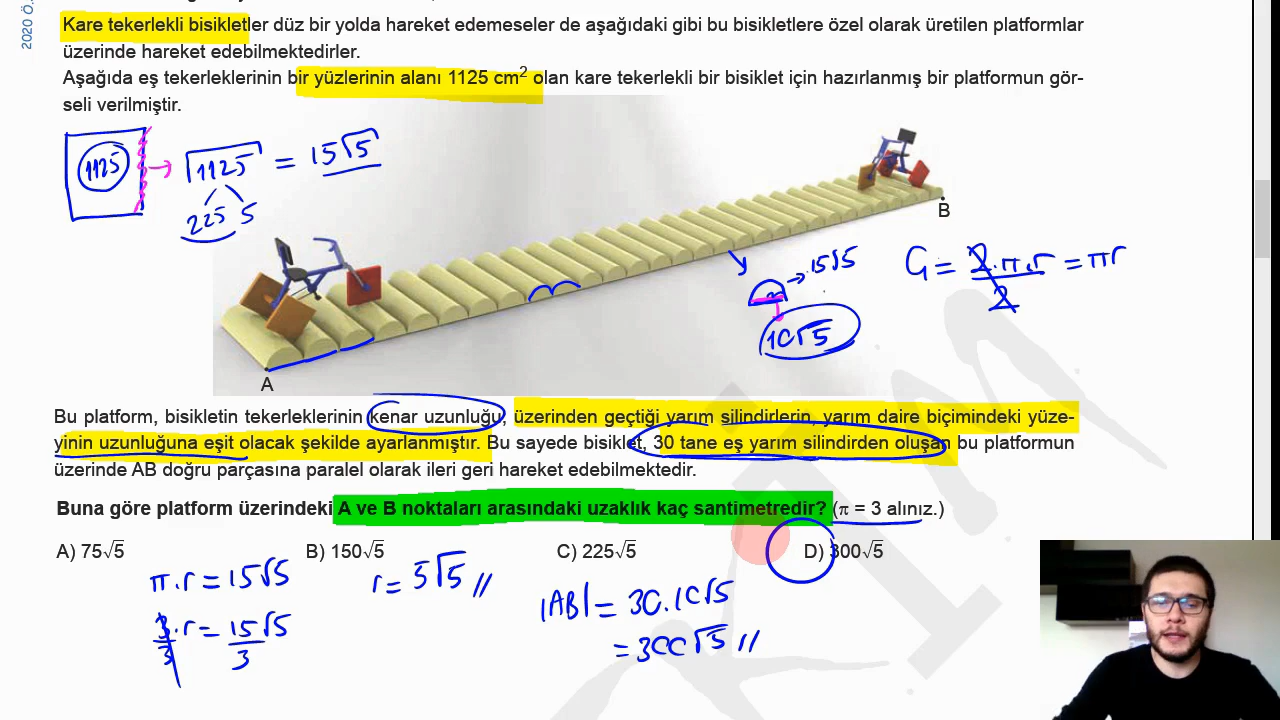 2020 Ö.
Kare tekerlekli bisikletler düz bir yolda hareket edemeseler de aşağıdaki gibi bu bisikletlere özel olarak üretilen platformlar
üzerinde hareket edebilmektedirler.
Aşağıda eş tekerleklerinin bir yüzlerinin alanı 1125 cm² olan kare tekerlekli bir bisiklet için hazırlanmış bir platformun gör-
seli verilmiştir.
1125 → √1125 = 15√5
225 5
B
→ 15√5
10√5
Ç = 2.π.r / 2 = πr
A
Bu platform, bisikletin tekerleklerinin kenar uzunluğu, üzerinden geçtiği yarım silindirlerin, yarım daire biçimindeki yüze-
yinin uzunluğuna eşit olacak şekilde ayarlanmıştır. Bu sayede bisiklet, 30 tane eş yarım silindirden oluşan bu platformun
üzerinde AB doğru parçasına paralel olarak ileri geri hareket edebilmektedir.
Buna göre platform üzerindeki A ve B noktaları arasındaki uzaklık kaç santimetredir? (π = 3 alınız.)
A) 75√5 B) 150√5 C) 225√5 D) 300√5
π.r = 15√5 r = 5√5 //
3.r / 3 = 15√5 / 3
|AB| = 30.10√5
= 300√5 //